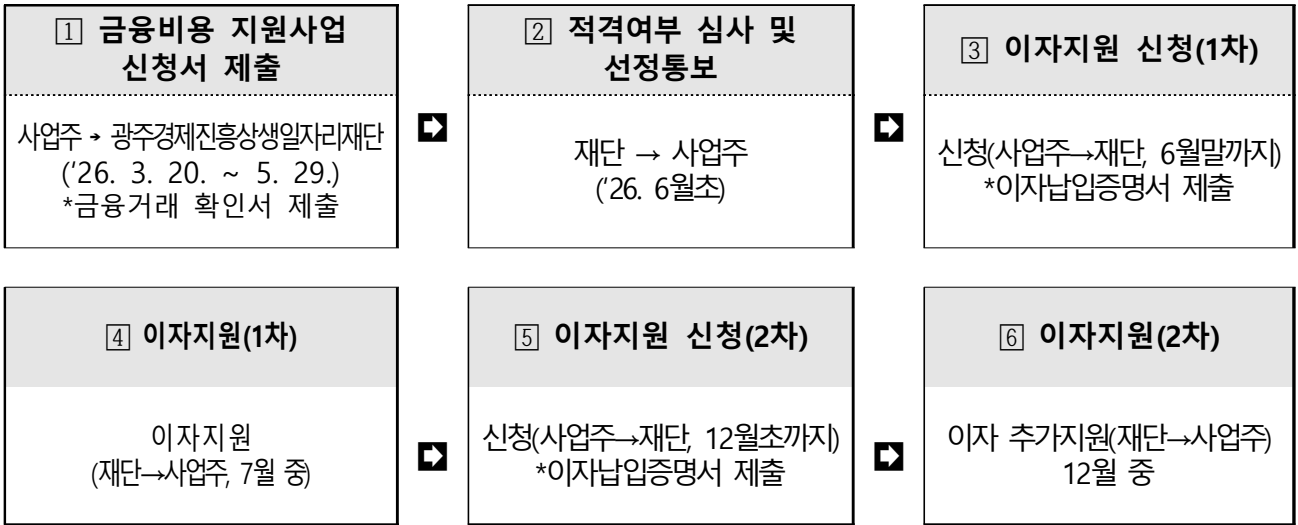 1 금융비용 지원사업
신청서 제출
사업주 → 광주경제진흥상생일자리재단
('26. 3. 20. ~ 5. 29.)
*금융거래 확인서 제출
2 적격여부 심사 및
선정통보
재단 → 사업주
('26. 6월초)
3 이자지원 신청(1차)
신청(사업주→재단, 6월말까지)
*이자납입증명서 제출
4 이자지원(1차)
이자지원
(재단→사업주, 7월 중)
5 이자지원 신청(2차)
신청(사업주→재단, 12월초까지)
*이자납입증명서 제출
6 이자지원(2차)
이자 추가지원(재단→사업주)
12월 중